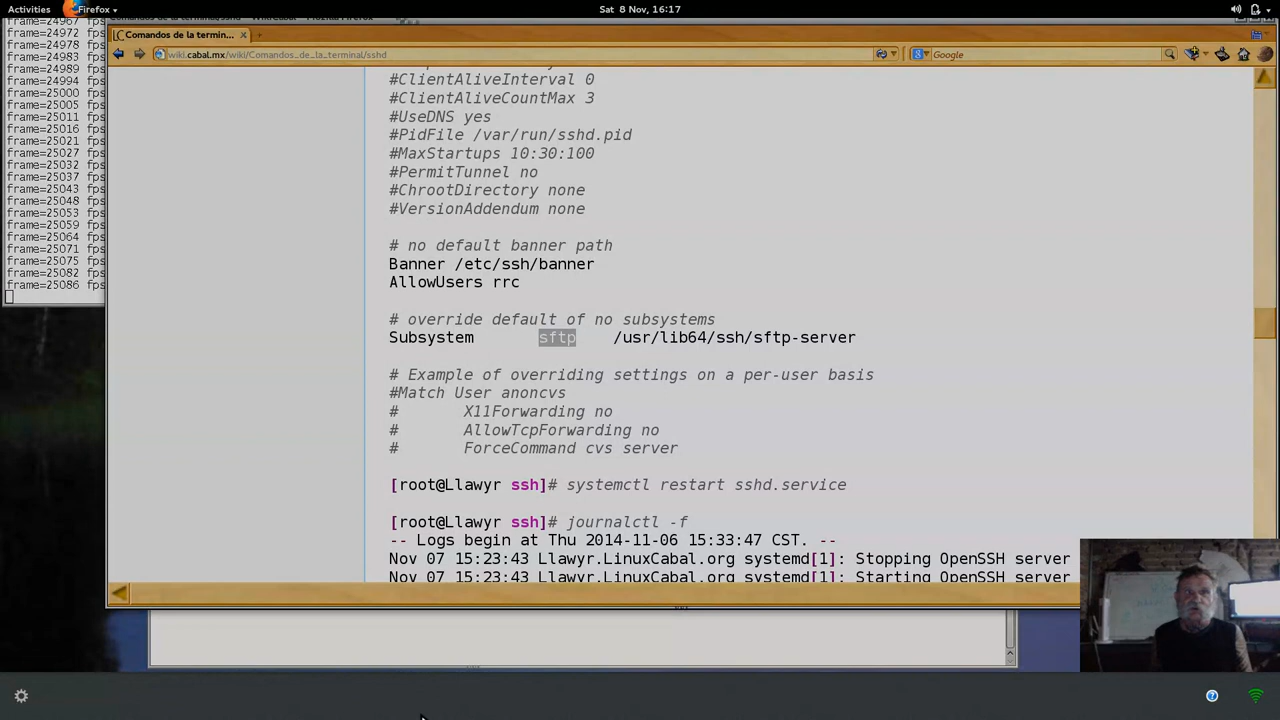 Activities
Firefox
Sat 8 Nov, 16:17
frame=24967 fps
frame=24972 fps
frame=24978 fps
frame=24983 fps
frame=24989 fps
frame=24994 fps
frame=25000 fps
frame=25005 fps
frame=25011 fps
frame=25016 fps
frame=25021 fps
frame=25027 fps
frame=25032 fps
frame=25037 fps
frame=25043 fps
frame=25048 fps
frame=25053 fps
frame=25059 fps
frame=25064 fps
frame=25071 fps
frame=25075 fps
frame=25082 fps
frame=25086 fps
Comandos de la termin...
wiki.cabal.mx/wiki/Comandos_de_la_terminal/sshd
Google
#ClientAliveInterval 0
#ClientAliveCountMax 3
#UseDNS yes
#PidFile /var/run/sshd.pid
#MaxStartups 10:30:100
#PermitTunnel no
#ChrootDirectory none
#VersionAddendum none
# no default banner path
Banner /etc/ssh/banner
AllowUsers rrc
# override default of no subsystems
Subsystem sftp /usr/lib64/ssh/sftp-server
# Example of overriding settings on a per-user basis
#Match User anoncvs
# X11Forwarding no
# AllowTcpForwarding no
# ForceCommand cvs server
[root@Llawyr ssh]# systemctl restart sshd.service
[root@Llawyr ssh]# journalctl -f
-- Logs begin at Thu 2014-11-06 15:33:47 CST. --
Nov 07 15:23:43 Llawyr.LinuxCabal.org systemd[1]: Stopping OpenSSH server
Nov 07 15:23:43 Llawyr.LinuxCabal.org systemd[1]: Starting OpenSSH server